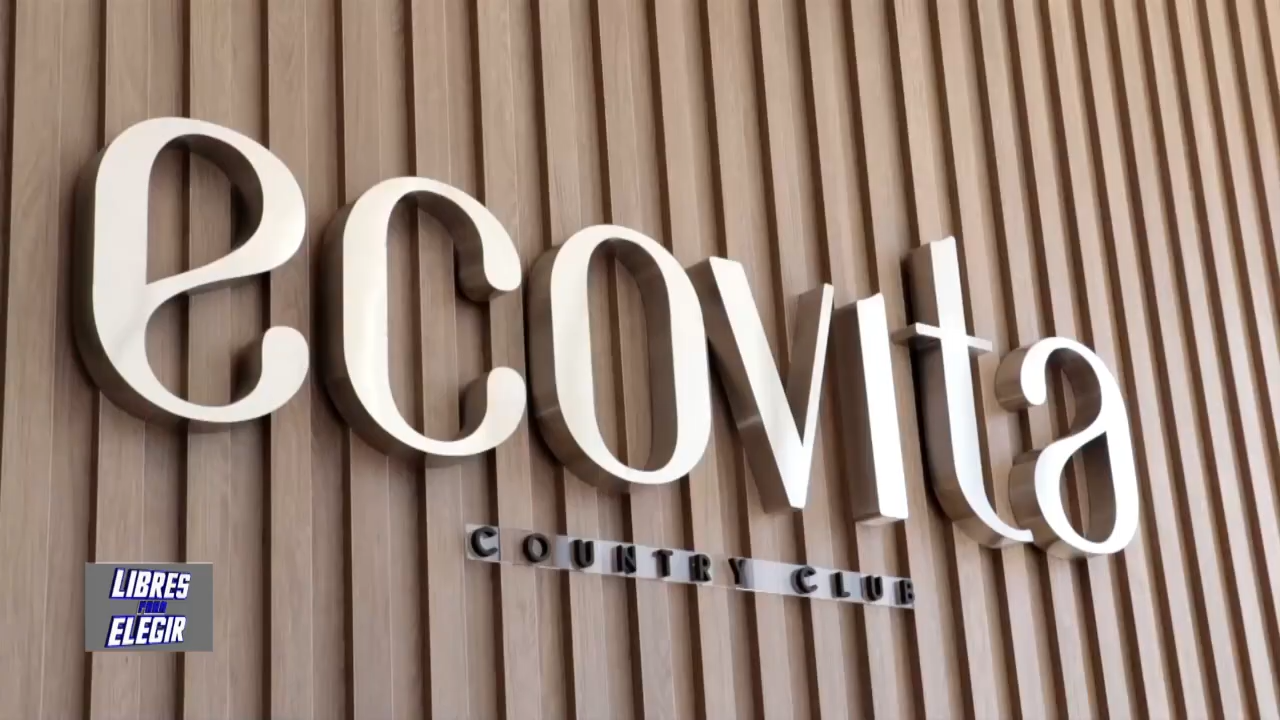 ecovita
COUNTRY CLUB
LIBRES
PARA
ELEGIR